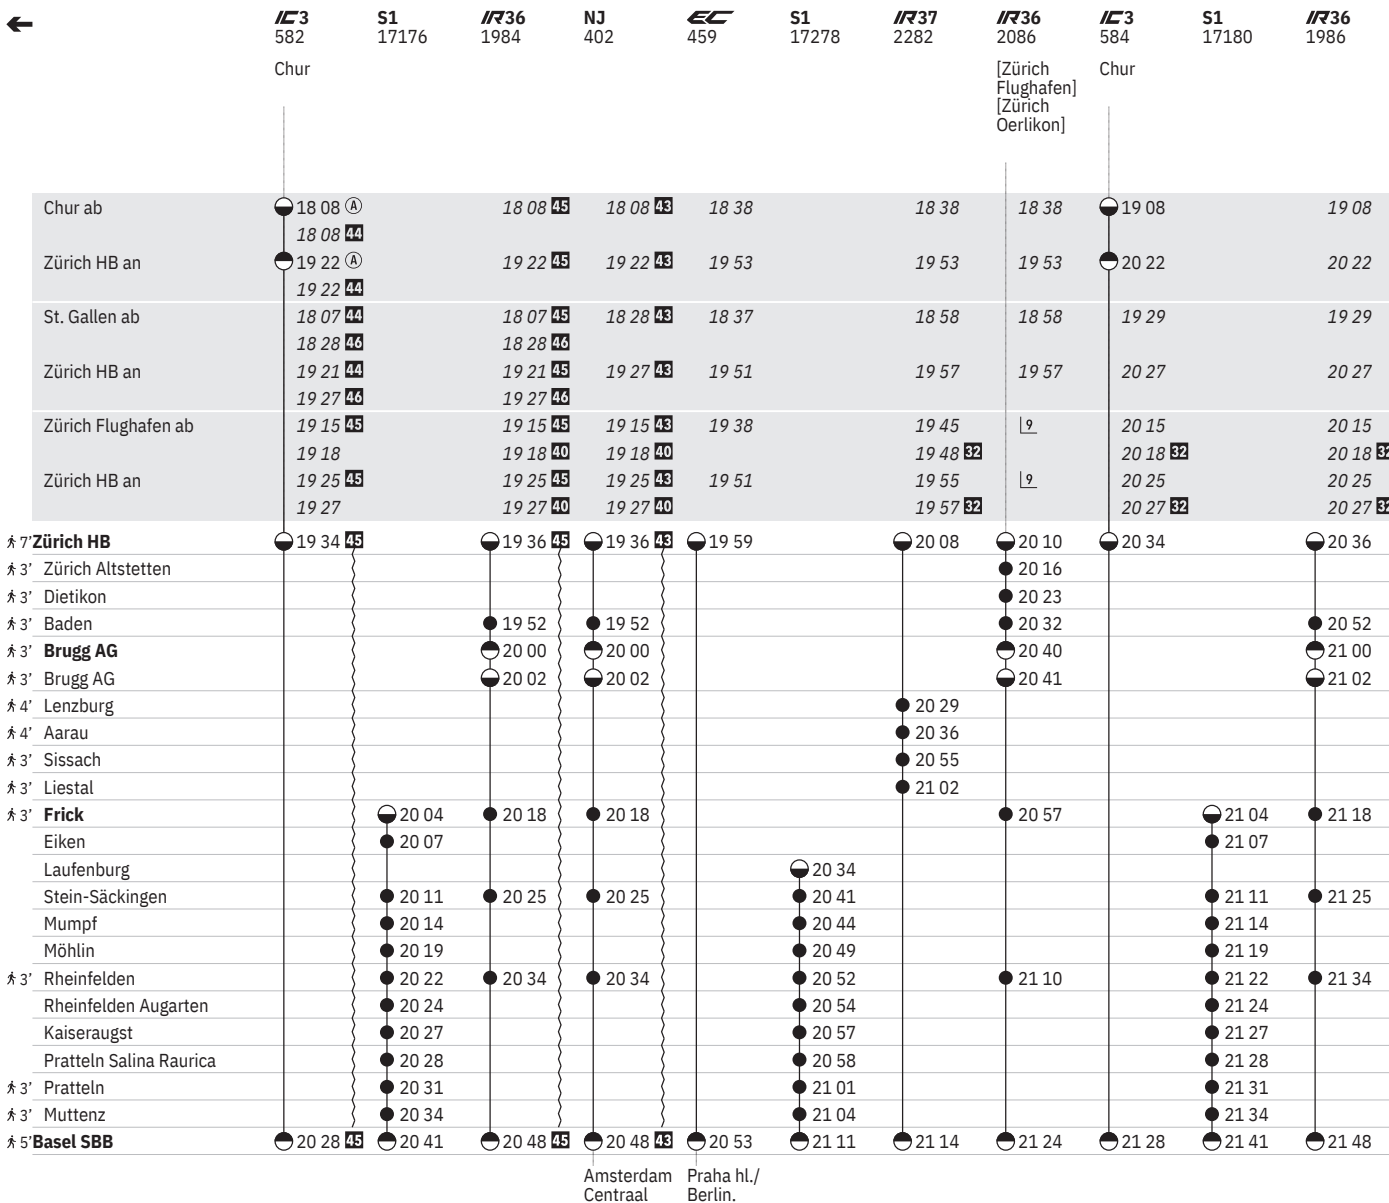 IC3 S1 IR36 NJ EC S1 IR37 IR36 IC3 S1 IR36
582 17176 1984 402 459 17278 2282 2086 584 17180 1986
Chur [Zürich Chur
Flughafen]
[Zürich
Oerlikon]
Chur ab 18 08 A 18 08 45 18 08 43 18 38 18 38 18 38 19 08 19 08
18 08 44
Zürich HB an 19 22 A 19 22 45 19 22 43 19 53 19 53 19 53 20 22 20 22
19 22 44
St. Gallen ab 18 07 44 18 07 45 18 28 43 18 37 18 58 18 58 19 29 19 29
18 28 46 18 28 46
Zürich HB an 19 21 44 19 21 45 19 27 43 19 51 19 57 19 57 20 27 20 27
19 27 46 19 27 46
Zürich Flughafen ab 19 15 45 19 15 45 19 15 43 19 38 19 45 9 20 15 20 15
19 18 19 18 40 19 18 40 19 48 32 20 18 32 20 18 32
Zürich HB an 19 25 45 19 25 45 19 25 43 19 51 19 55 9 20 25 20 25
19 27 19 27 40 19 27 40 19 57 32 20 27 32 20 27 32
7' Zürich HB 19 34 45 19 36 45 19 36 43 19 59 20 08 20 10 20 34 20 36
3' Zürich Altstetten 20 16
3' Dietikon 20 23
3' Baden 19 52 19 52 20 32 20 52
3' Brugg AG 20 00 20 00 20 40 21 00
3' Brugg AG 20 02 20 02 20 41 21 02
4' Lenzburg 20 29
4' Aarau 20 36
3' Sissach 20 55
3' Liestal 21 02
3' Frick 20 04 20 18 20 18 20 57 21 04 21 18
Eiken 20 07 21 07
Laufenburg 20 34
Stein-Säckingen 20 11 20 25 20 25 20 41 21 11 21 25
Mumpf 20 14 20 44 21 14
Möhlin 20 19 20 49 21 19
3' Rheinfelden 20 22 20 34 20 34 20 52 21 10 21 22 21 34
Rheinfelden Augarten 20 24 20 54 21 24
Kaiseraugst 20 27 20 57 21 27
Pratteln Salina Raurica 20 28 20 58 21 28
3' Pratteln 20 31 21 01 21 31
3' Muttenz 20 34 21 04 21 34
5' Basel SBB 20 28 45 20 41 20 48 45 20 48 43 20 53 21 11 21 14 21 24 21 28 21 41 21 48
Amsterdam Praha hl./
Centraal Berlin.